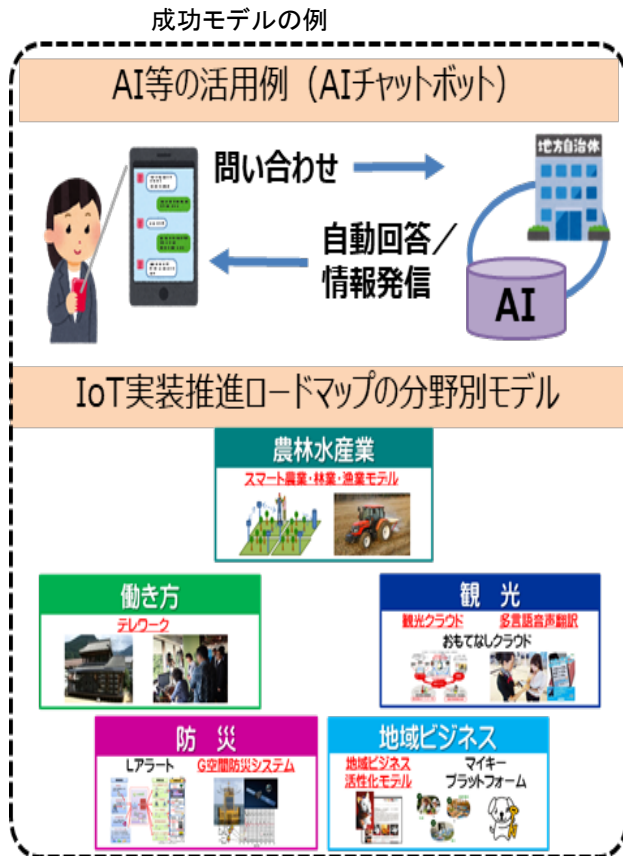 成功モデルの例
AI等の活用例（AIチャットボット）
問い合わせ
地方自治体
自動回答／
情報発信
AI
IoT実装推進ロードマップの分野別モデル
農林水産業
スマート農業・林業・漁業モデル
働き方
テレワーク
観 光
観光クラウド 多言語音声翻訳
おもてなしクラウド
防 災
Lアラート G空間防災システム
地域ビジネス
地域ビジネス
活性化モデル
マイキー
プラットフォーム